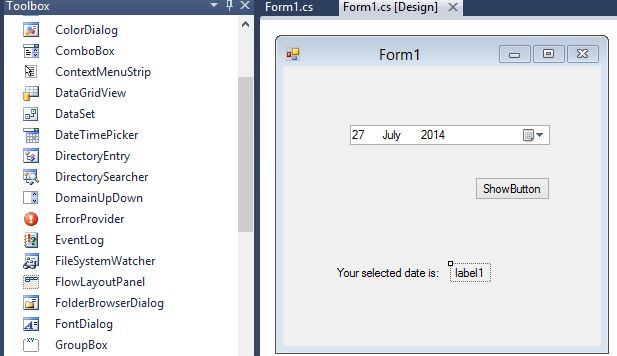 Toolbox
ColorDialog
ComboBox
ContextMenuStrip
DataGridView
DataSet
DateTimePicker
DirectoryEntry
DirectorySearcher
DomainUpDown
ErrorProvider
EventLog
FileSystemWatcher
FlowLayoutPanel
FolderBrowserDialog
FontDialog
GroupBox
Form1.cs
Form1.cs [Design]
Form1
27 July 2014
ShowButton
Your selected date is: label1